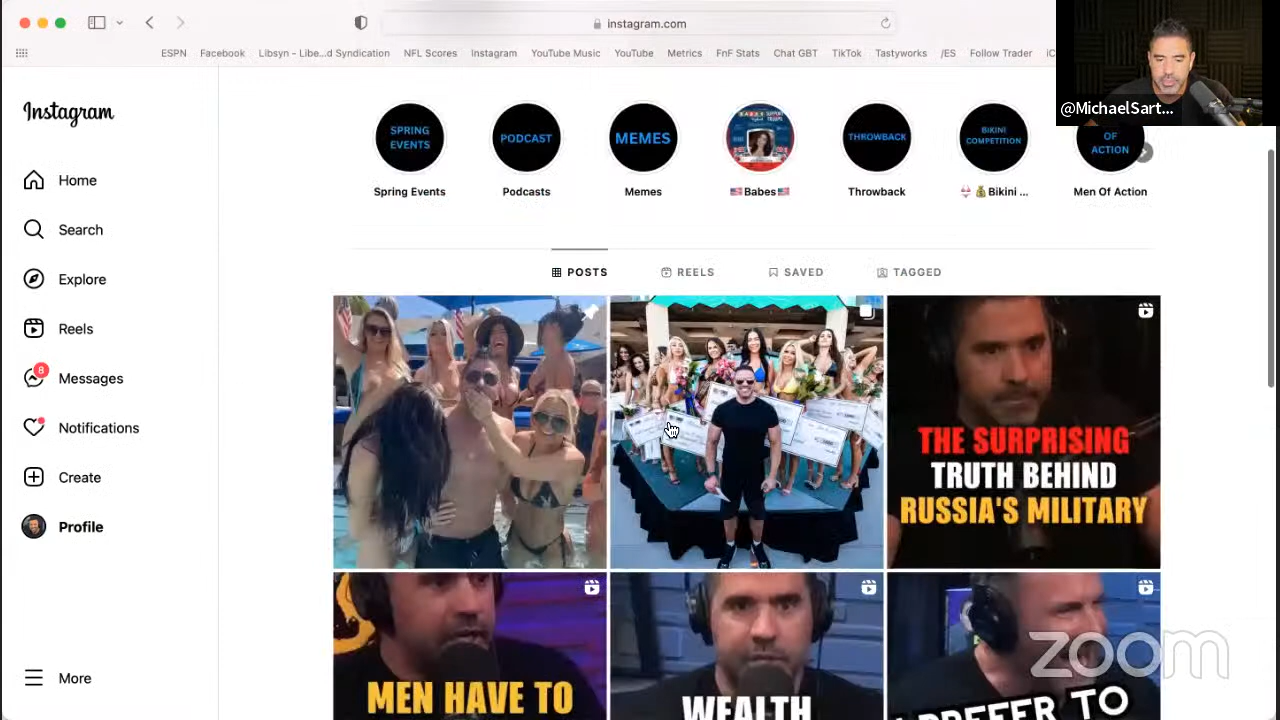 instagram.com
ESPN Facebook Libsyn - Libe...d Syndication NFL Scores Instagram YouTube Music YouTube Metrics FnF Stats Chat GBT TikTok Tastyworks /ES Follow Trader
@MichaelSart...
Instagram
Home
Search
Explore
Reels
8
Messages
Notifications
Create
Profile
More
SPRING
EVENTS
PODCAST
MEMES
THROWBACK
BIKINI
COMPETITION
OF
ACTION
Spring Events Podcasts Memes 🇺🇸Babes🇺🇸 Throwback 👙💰Bikini ... Men Of Action
POSTS REELS SAVED TAGGED
THE SURPRISING
TRUTH BEHIND
RUSSIA'S MILITARY
MEN HAVE TO
WEALTH
PREFER TO
zoom